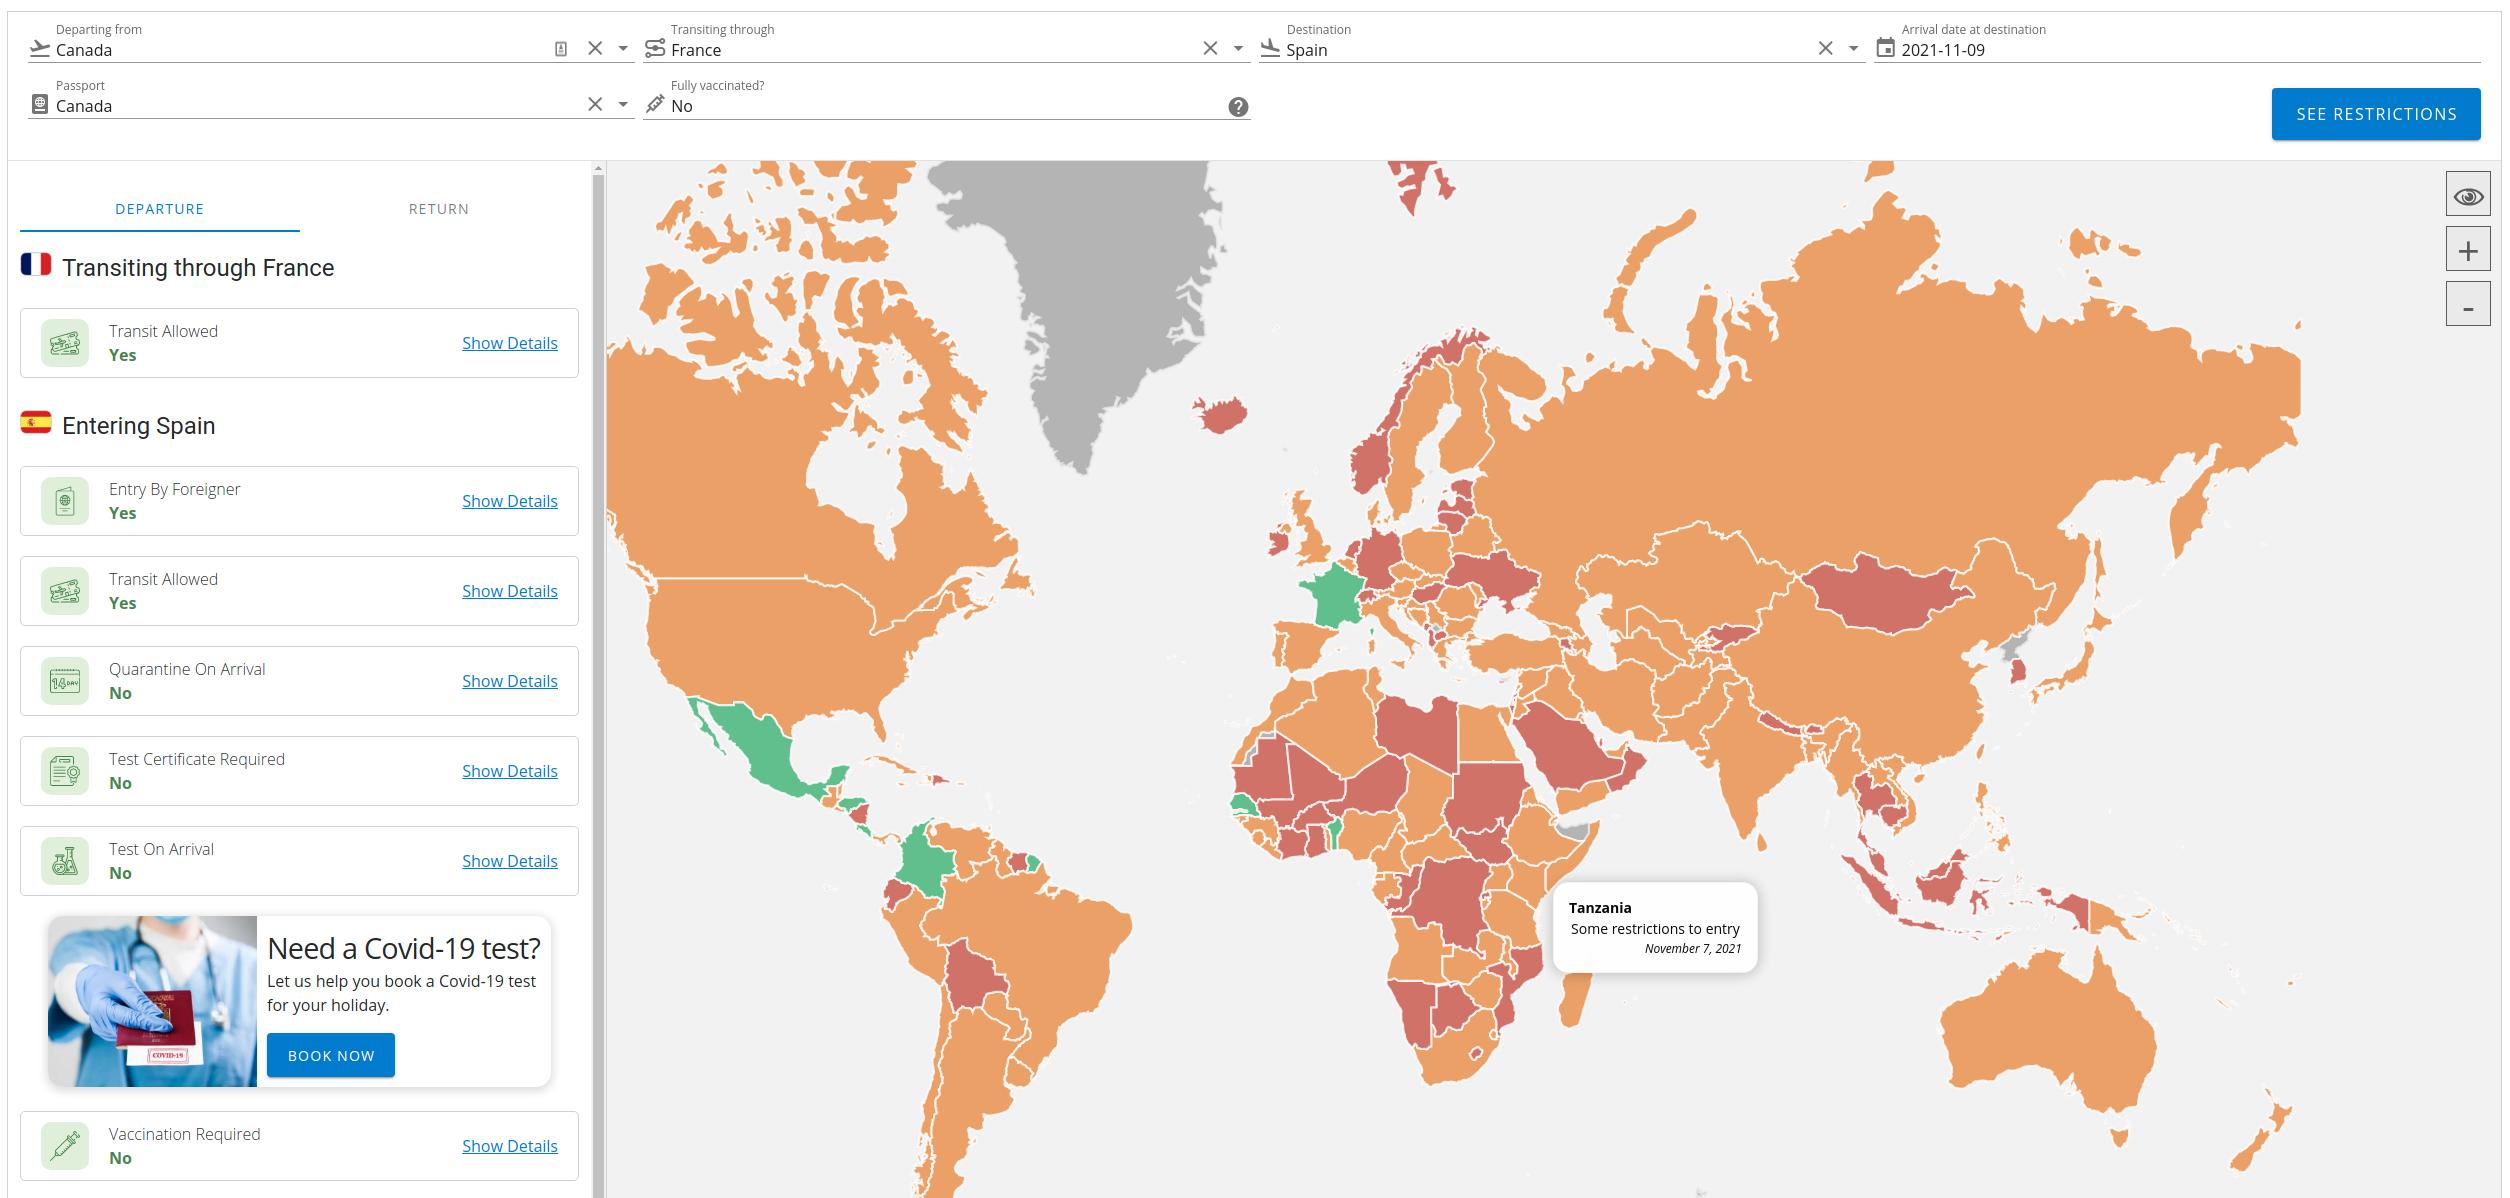 Departing from
Canada
Transiting through
France
Destination
Spain
Arrival date at destination
2021-11-09
Passport
Canada
Fully vaccinated?
No
?
SEE RESTRICTIONS
DEPARTURE
RETURN
Transiting through France
Transit Allowed
Yes
Show Details
Entering Spain
Entry By Foreigner
Yes
Show Details
Transit Allowed
Yes
Show Details
14DAY
Quarantine On Arrival
No
Show Details
Test Certificate Required
No
Show Details
Test On Arrival
No
Show Details
COVID-19
Need a Covid-19 test?
Let us help you book a Covid-19 test
for your holiday.
BOOK NOW
Vaccination Required
No
Show Details
+
-
Tanzania
Some restrictions to entry
November 7, 2021